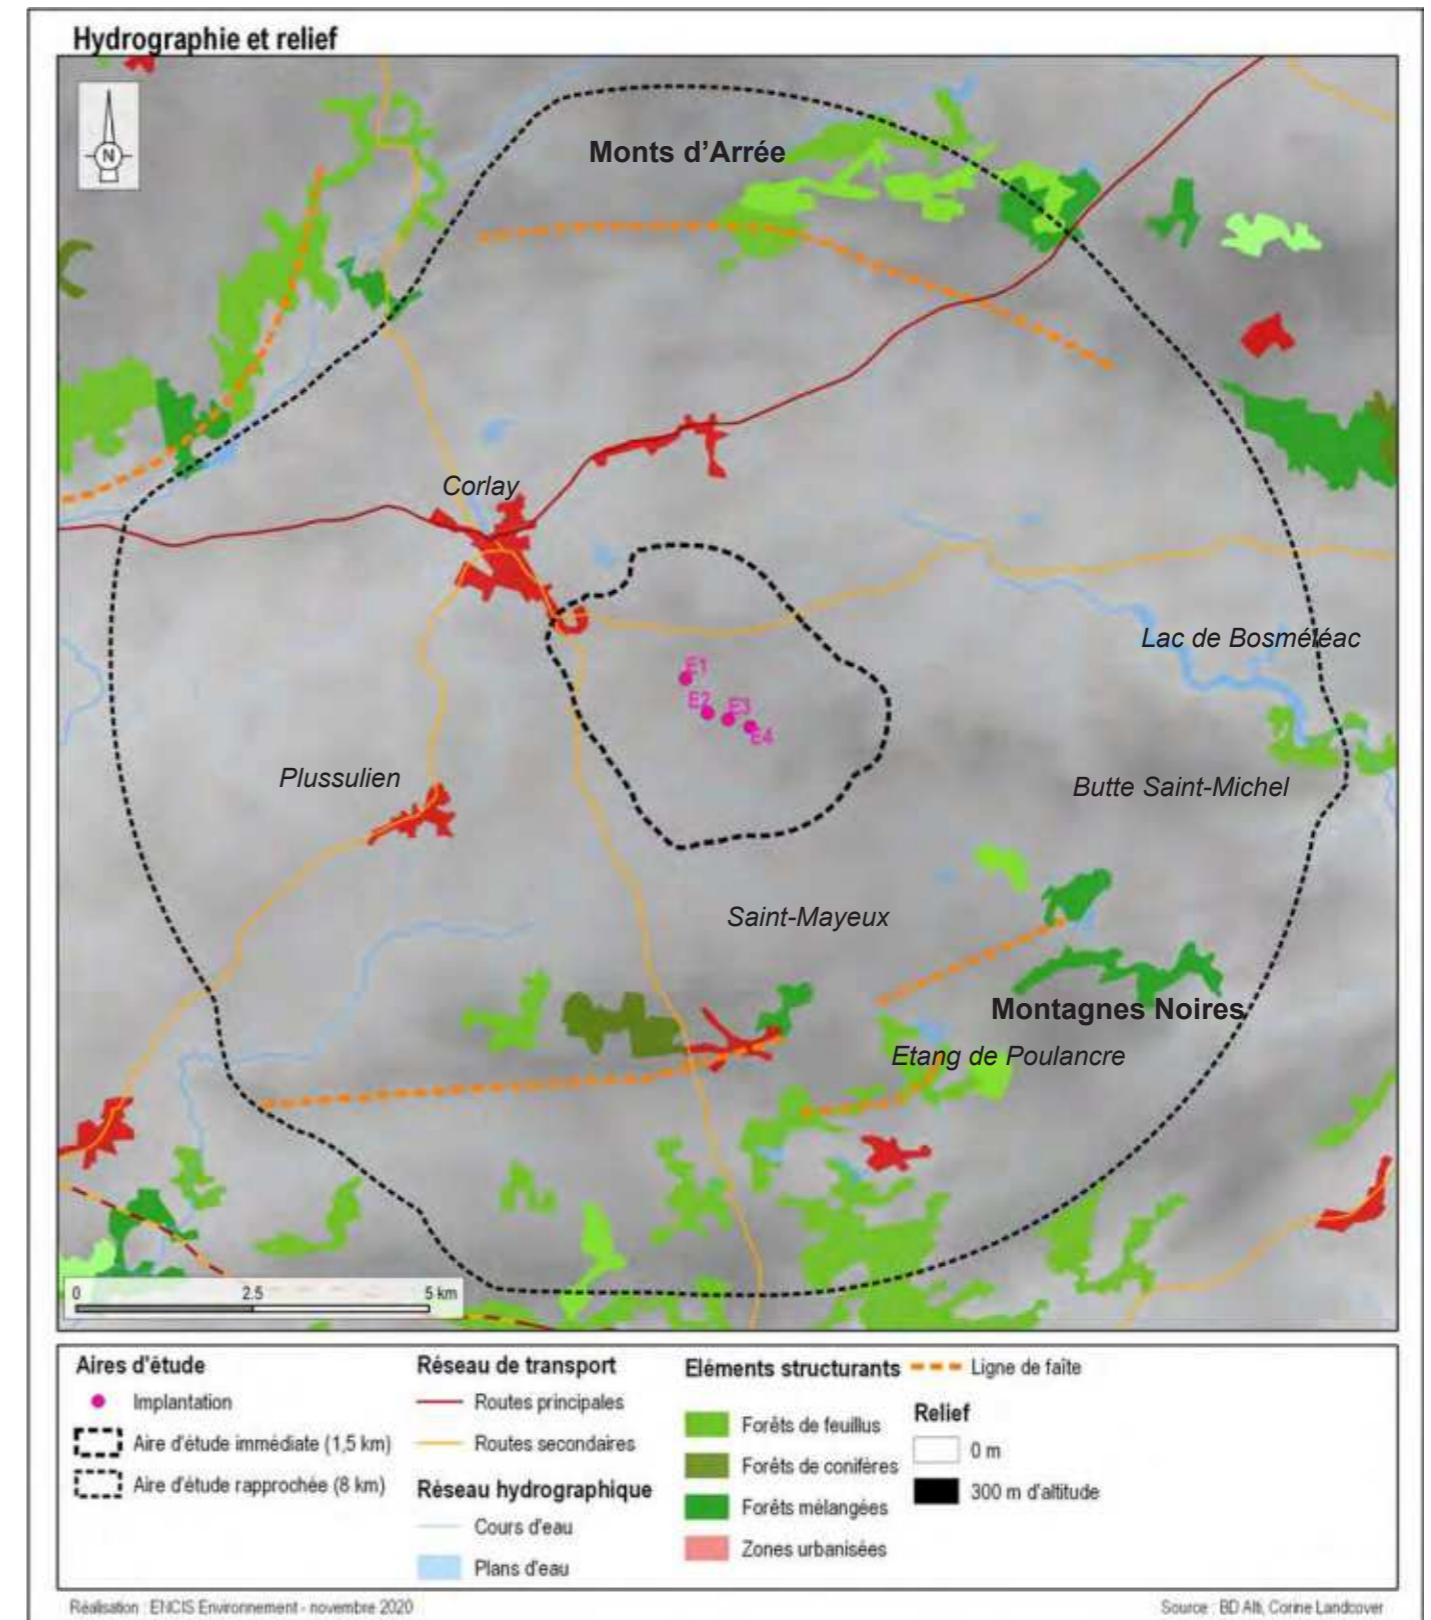 Hydrographie et relief
N
Monts d'Arrée
Corlay
Lac de Bosméléac
E1
E2
E3
E4
Plussulien
Butte Saint-Michel
Saint-Mayeux
Montagnes Noires
Etang de Poulancre
0 2.5 5 km
Aires d'étude
Implantation
Aire d'étude immédiate (1,5 km)
Aire d'étude rapprochée (8 km)
Réseau de transport
Routes principales
Routes secondaires
Réseau hydrographique
Cours d'eau
Plans d'eau
Eléments structurants
Forêts de feuillus
Forêts de conifères
Forêts mélangées
Zones urbanisées
Ligne de faîte
Relief
0 m
300 m d'altitude
Réalisation : ENCIS Environnement - novembre 2020
Source : BD Alti, Corine Landcover